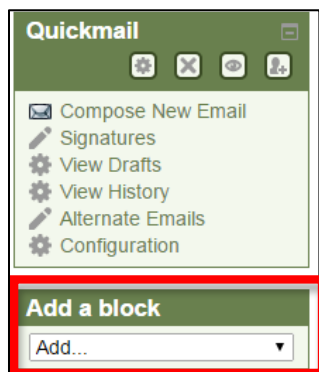 Quickmail
Compose New Email
Signatures
View Drafts
View History
Alternate Emails
Configuration
Add a block
Add...